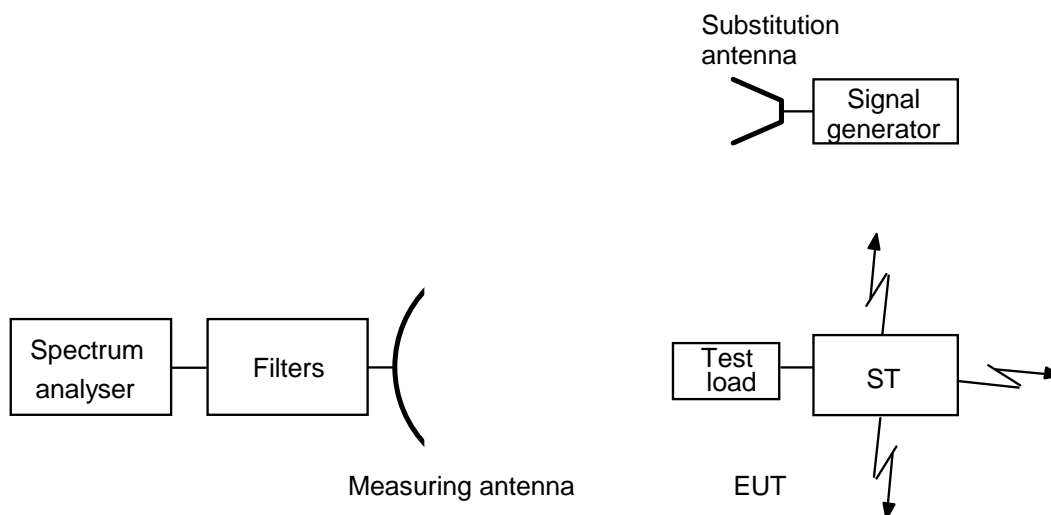 Substitution
antenna
Signal
generator
Spectrum
analyser
Filters
Test
load
ST
Measuring antenna
EUT